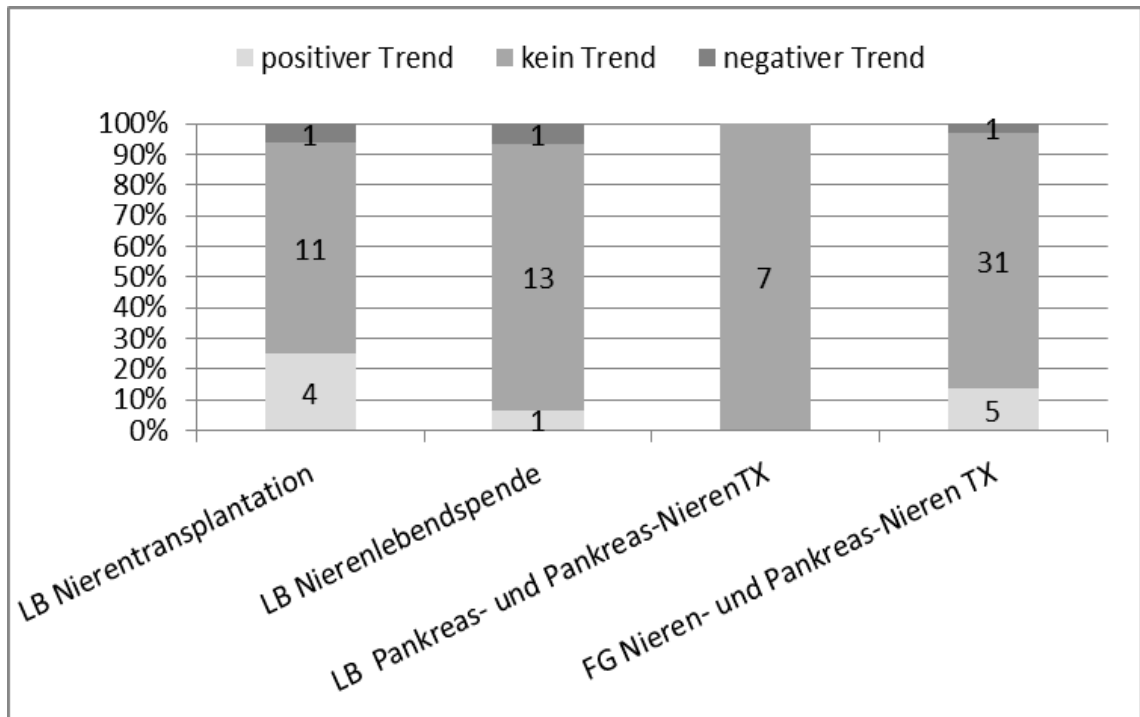 positiver Trend kein Trend negativer Trend
100%
90%
80%
70%
60%
50%
40%
30%
20%
10%
0%
1 1 1
11 13 7 31
4 1 5
LB Nierentransplantation
LB Nierenlebendspende
LB Pankreas- und Pankreas-NierenTX
FG Nieren- und Pankreas-Nieren TX